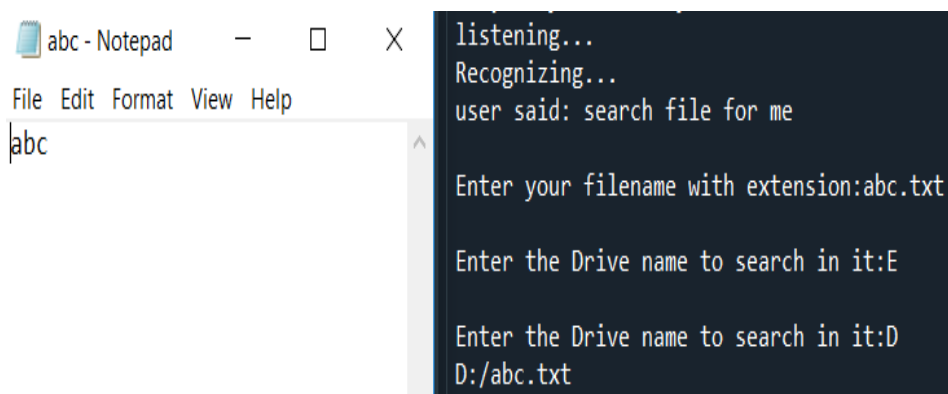 abc - Notepad
File Edit Format View Help
abc
listening...
Recognizing...
user said: search file for me
Enter your filename with extension:abc.txt
Enter the Drive name to search in it:E
Enter the Drive name to search in it:D
D:/abc.txt